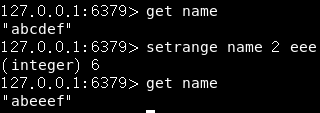 127.0.0.1:6379> get name
"abcdef"
127.0.0.1:6379> setrange name 2 eee
(integer) 6
127.0.0.1:6379> get name
"abeeef"